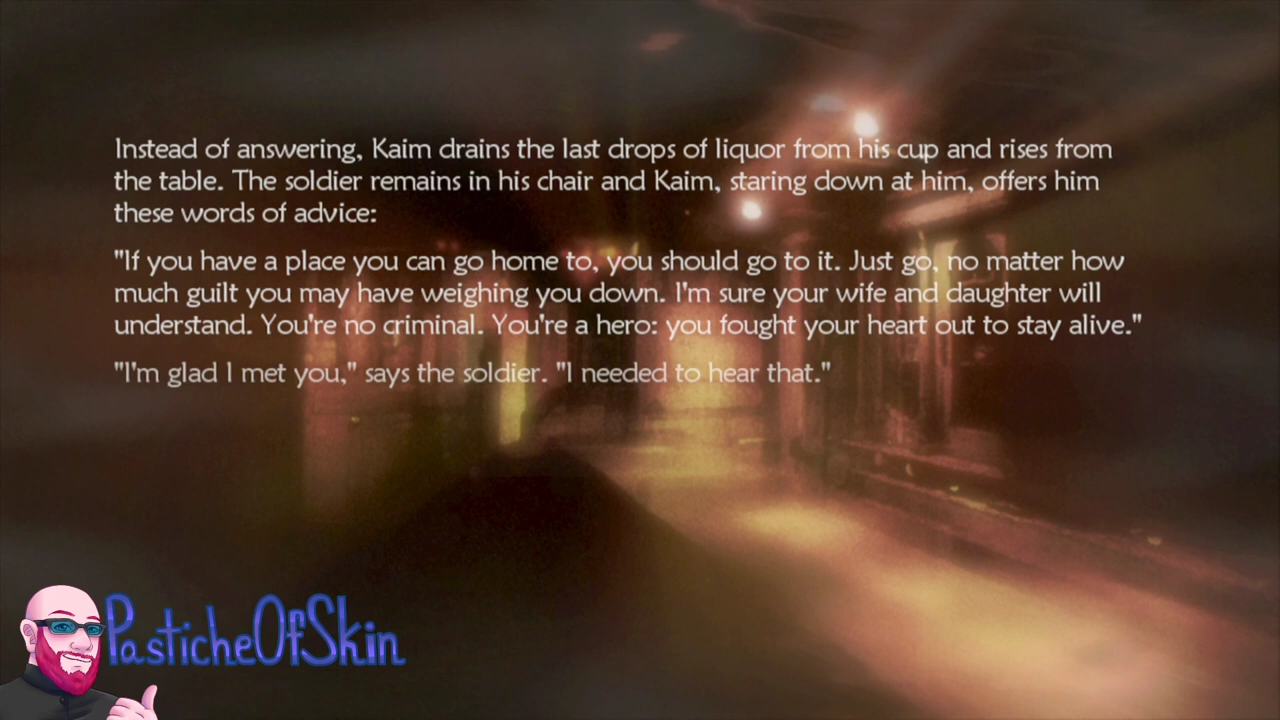 Instead of answering, Kaim drains the last drops of liquor from his cup and rises from
the table. The soldier remains in his chair and Kaim, staring down at him, offers him
these words of advice:
"If you have a place you can go home to, you should go to it. Just go, no matter how
much guilt you may have weighing you down. I'm sure your wife and daughter will
understand. You're no criminal. You're a hero: you fought your heart out to stay alive."
"I'm glad I met you," says the soldier. "I needed to hear that."
PasticheOfSkin